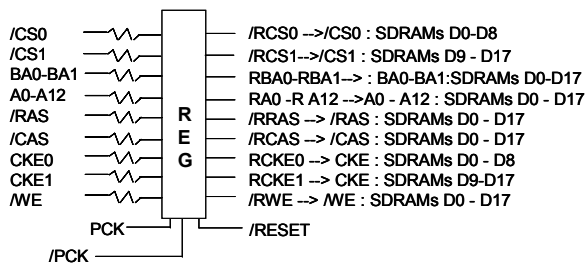 /CS0 /RCS0 -->/CS0 : SDRAMs D0-D8
/CS1 /RCS1-->/CS1 : SDRAMs D9 - D17
BA0-BA1 RBA0-RBA1--> : BA0-BA1:SDRAMs D0-D17
A0-A12 RA0 -R A12 -->A0 - A12 : SDRAMs D0 - D17
/RAS /RRAS --> /RAS : SDRAMs D0 - D17
/CAS /RCAS --> /CAS : SDRAMs D0 - D17
CKE0 RCKE0 --> CKE : SDRAMs D0 - D8
CKE1 RCKE1 --> CKE : SDRAMs D9-D17
/WE /RWE --> /WE : SDRAMs D0 - D17
REG
PCK /RESET
/PCK